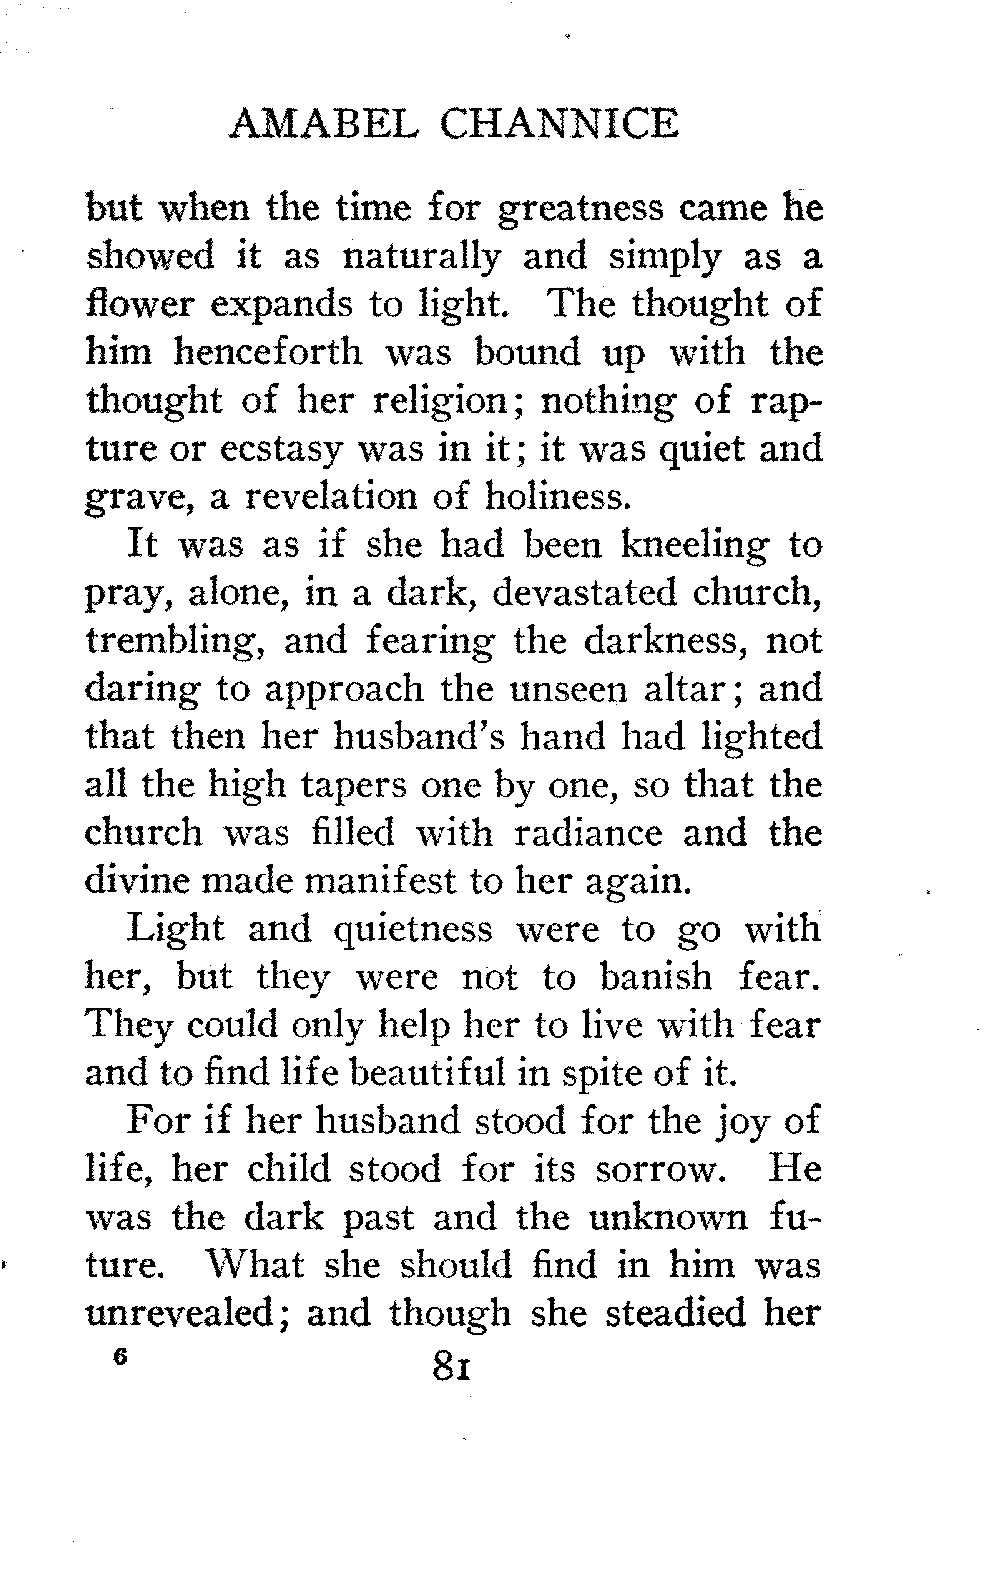 AMABEL CHANNICE
but when the time for greatness came he
showed it as naturally and simply as a
flower expands to light. The thought of
him henceforth was bound up with the
thought of her religion; nothing of rap-
ture or ecstasy was in it; it was quiet and
grave, a revelation of holiness.
It was as if she had been kneeling to
pray, alone, in a dark, devastated church,
trembling, and fearing the darkness, not
daring to approach the unseen altar; and
that then her husband's hand had lighted
all the high tapers one by one, so that the
church was filled with radiance and the
divine made manifest to her again.
Light and quietness were to go with
her, but they were not to banish fear.
They could only help her to live with fear
and to find life beautiful in spite of it.
For if her husband stood for the joy of
life, her child stood for its sorrow. He
was the dark past and the unknown fu-
ture. What she should find in him was
unrevealed; and though she steadied her
6 81